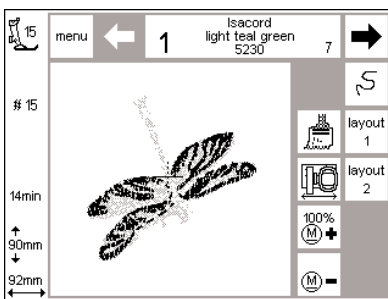 15
menu
1
Isacord
light teal green
5230
7
# 15
layout
1
layout
2
14min
100%
M +
90mm
M -
92mm